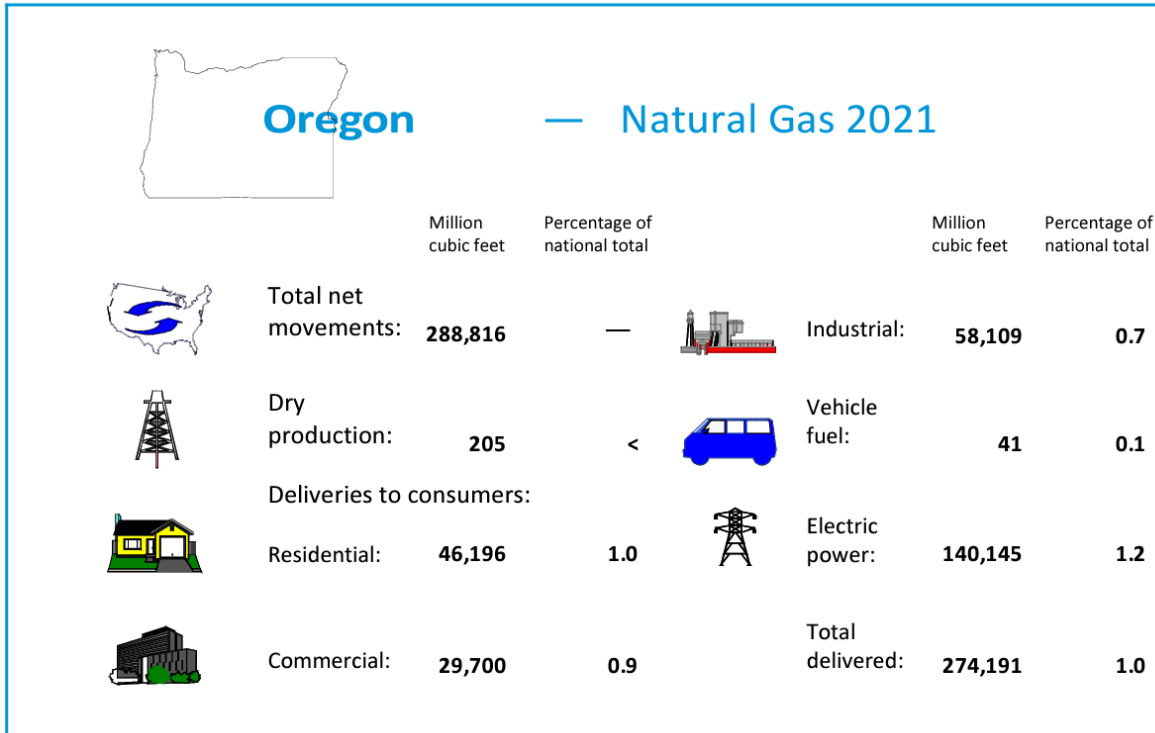 Oregon — Natural Gas 2021
Million cubic feet Percentage of national total Million cubic feet Percentage of national total
Total net movements: 288,816 — Industrial: 58,109 0.7
Dry production: 205 < Vehicle fuel: 41 0.1
Deliveries to consumers:
Residential: 46,196 1.0 Electric power: 140,145 1.2
Commercial: 29,700 0.9 Total delivered: 274,191 1.0